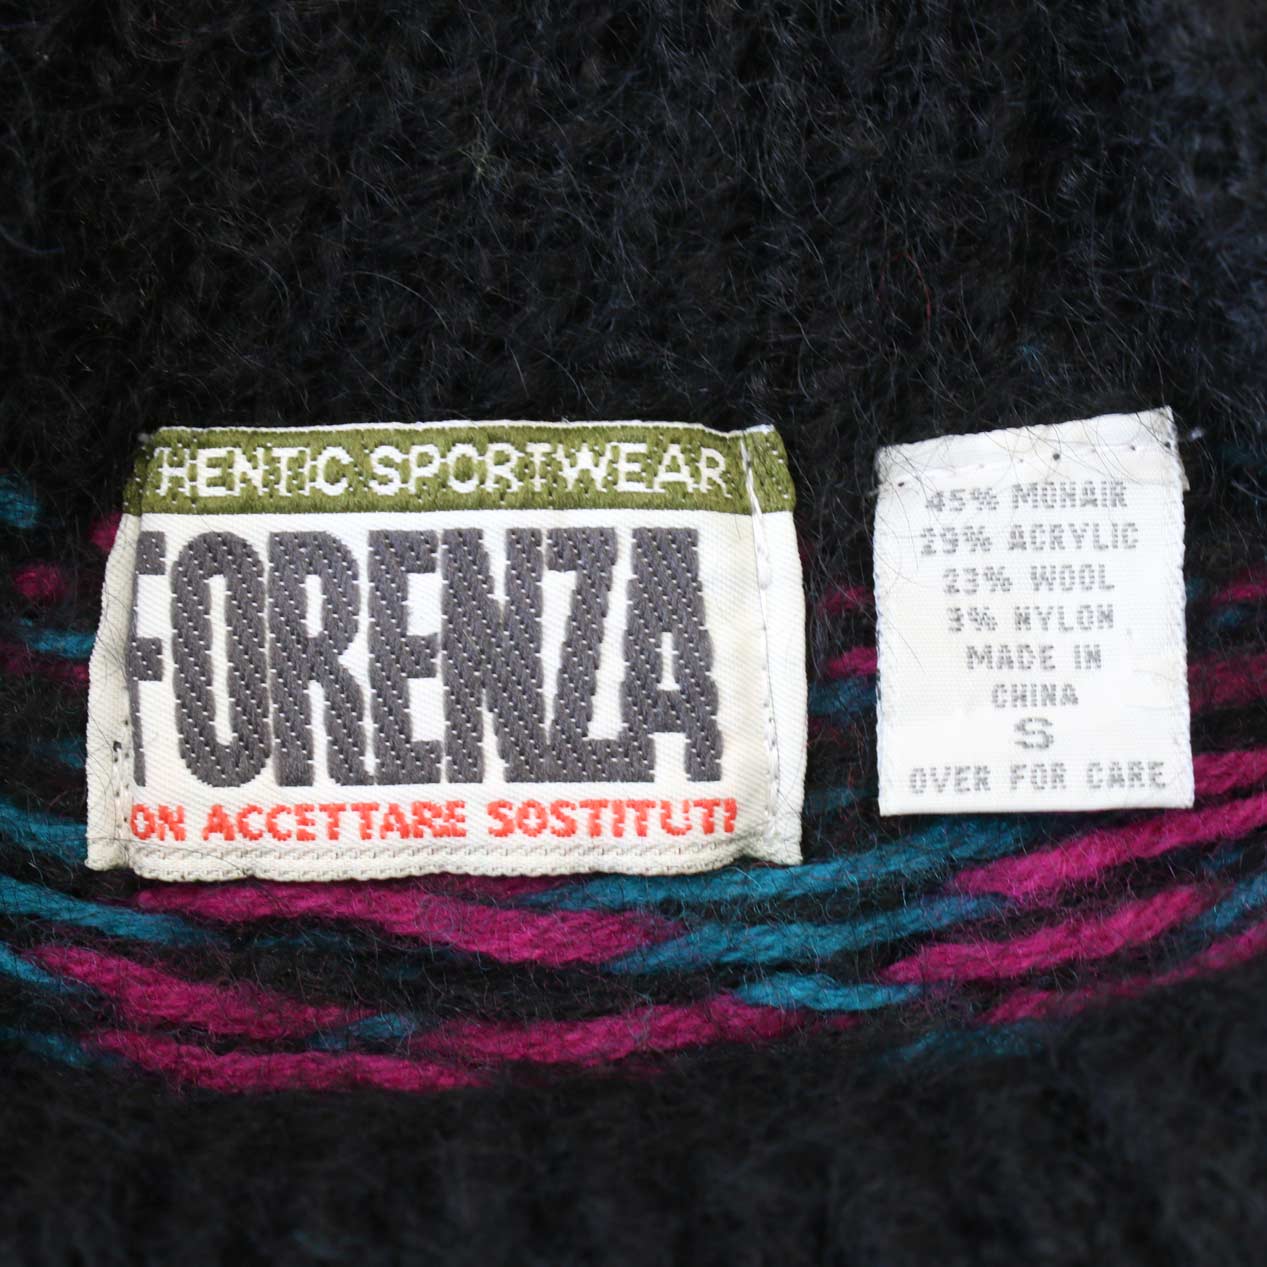 HENTIC SPORTWEAR
FORENZA
ON ACCETTARE SOSTITUTI
45% MOHAIR
29% ACRYLIC
23% WOOL
3% NYLON
MADE IN
CHINA
S
OVER FOR CARE